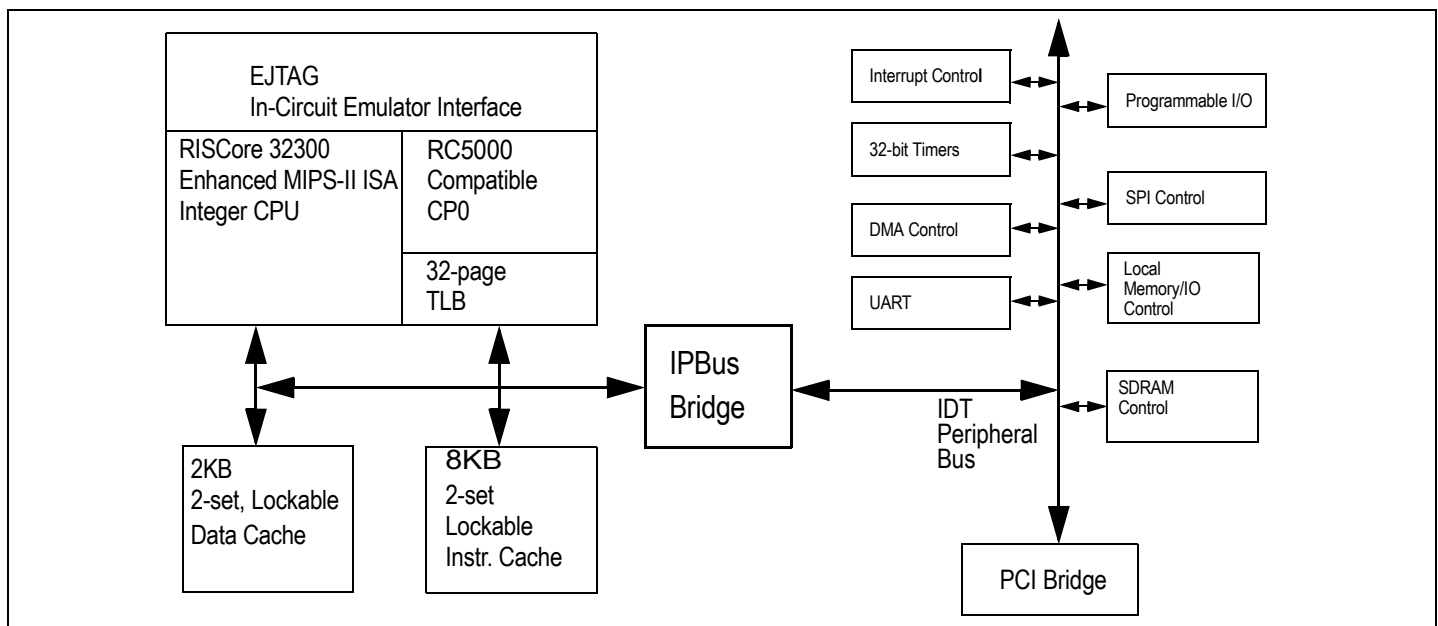 EJTAG
In-Circuit Emulator Interface
RISCore 32300
Enhanced MIPS-II ISA
Integer CPU
RC5000
Compatible
CP0
32-page
TLB
2KB
2-set, Lockable
Data Cache
8KB
2-set
Lockable
Instr. Cache
IPBus
Bridge
IDT
Peripheral
Bus
Interrupt Control
32-bit Timers
DMA Control
UART
Programmable I/O
SPI Control
Local
Memory/IO
Control
SDRAM
Control
PCI Bridge